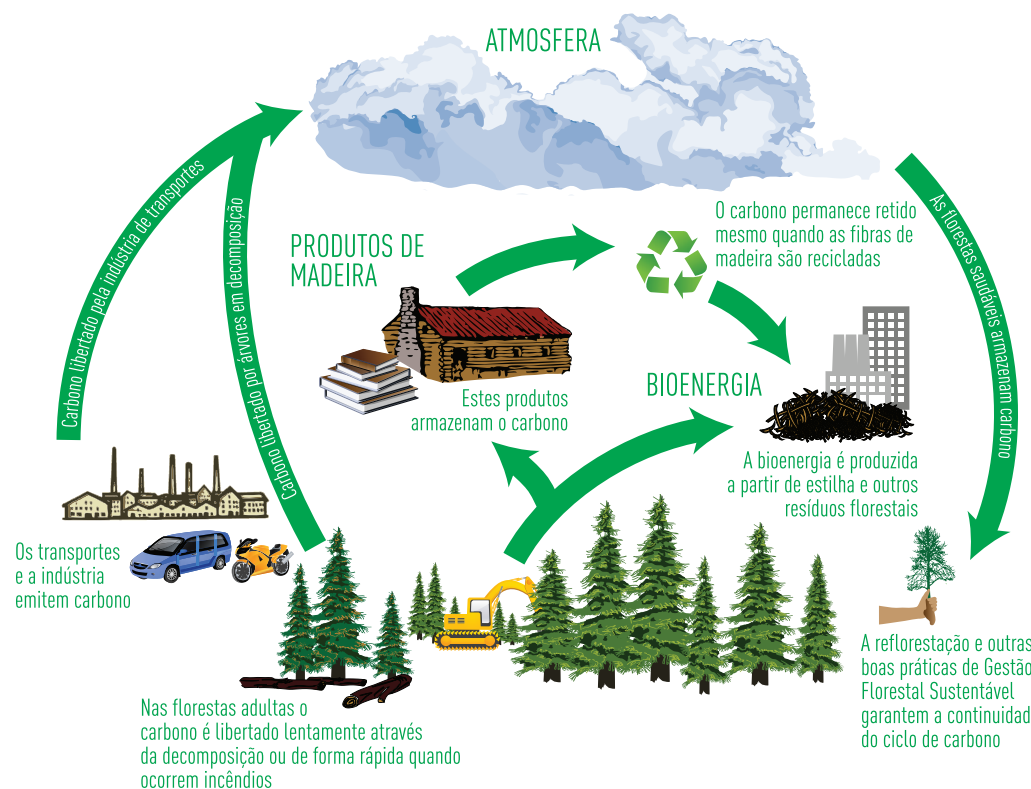 ATMOSFERA
Carbono libertado pela indústria de transportes
Carbono libertado por árvores em decomposição
As florestas saudáveis armazenam carbono
O carbono permanece retido
mesmo quando as fibras de
madeira são recicladas
PRODUTOS DE
MADEIRA
Estes produtos
armazenam o carbono
BIOENERGIA
A bioenergia é produzida
a partir de estilha e outros
resíduos florestais
Os transportes
e a indústria
emitem carbono
A reflorestação e outras
boas práticas de Gestão
Florestal Sustentável
garantem a continuidad
do ciclo de carbono
Nas florestas adultas o
carbono é libertado lentamente através
da decomposição ou de forma rápida quando
ocorrem incêndios